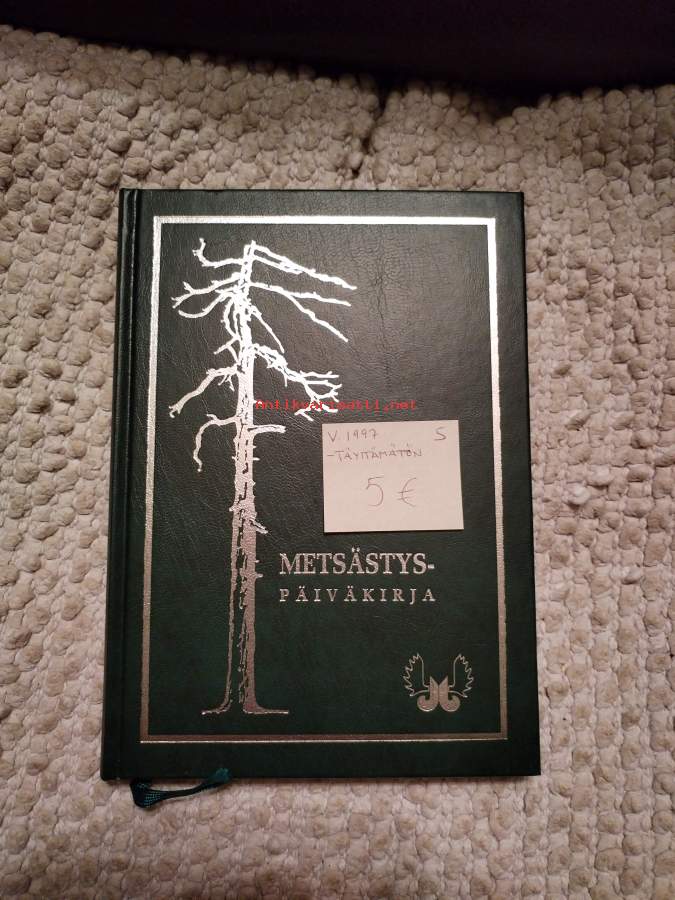 Antikvariaatti.net
V. 1997 S
-TÄYTTÄMÄTÖN
5 €
METSÄSTYS-
PÄIVÄKIRJA